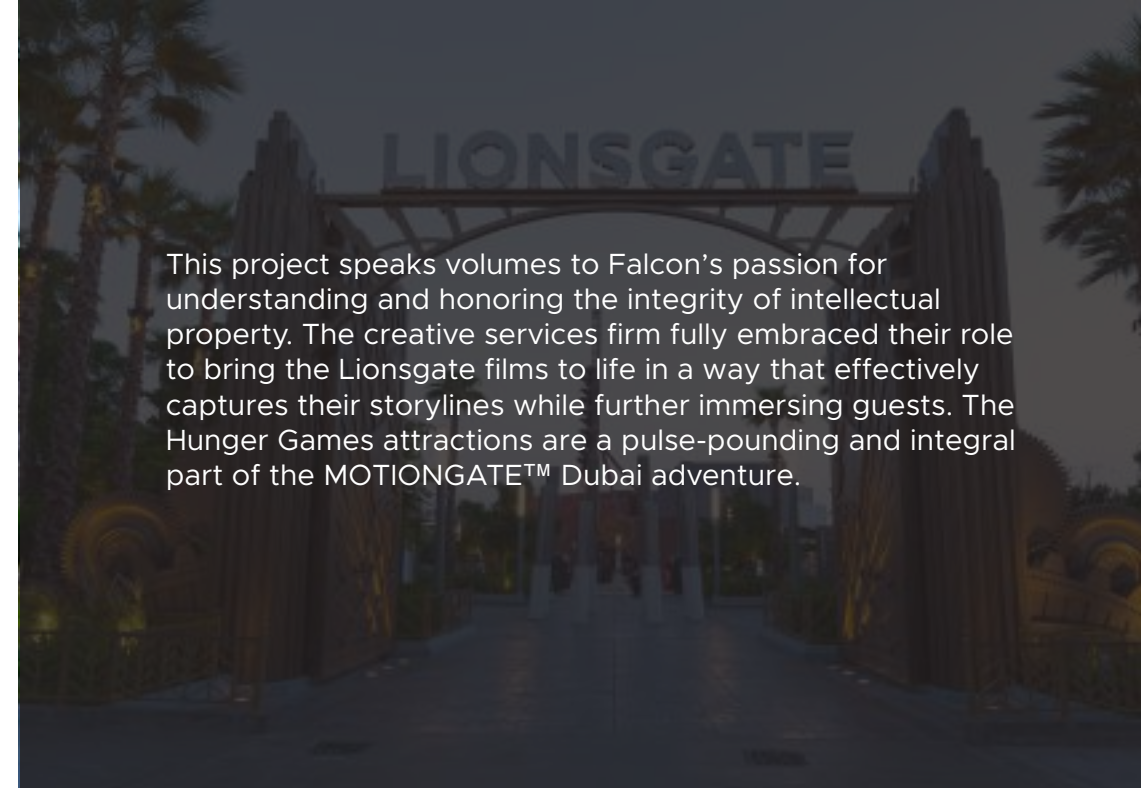 LIONSGATE
This project speaks volumes to Falcon’s passion for
understanding and honoring the integrity of intellectual
property. The creative services firm fully embraced their role
to bring the Lionsgate films to life in a way that effectively
captures their storylines while further immersing guests. The
Hunger Games attractions are a pulse-pounding and integral
part of the MOTIONGATE™ Dubai adventure.